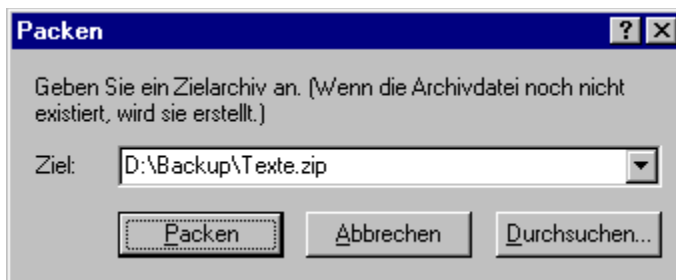 Packen
Geben Sie ein Zielarchiv an. (Wenn die Archivdatei noch nicht
existiert, wird sie erstellt.)
Ziel: D:\Backup\Texte.zip
Packen Abbrechen Durchsuchen...